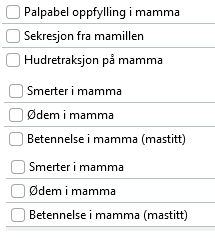 Palpabel oppfylling i mamma
Sekresjon fra mamillen
Hudretraksjon på mamma
Smerter i mamma
Ødem i mamma
Betennelse i mamma (mastitt)
Smerter i mamma
Ødem i mamma
Betennelse i mamma (mastitt)